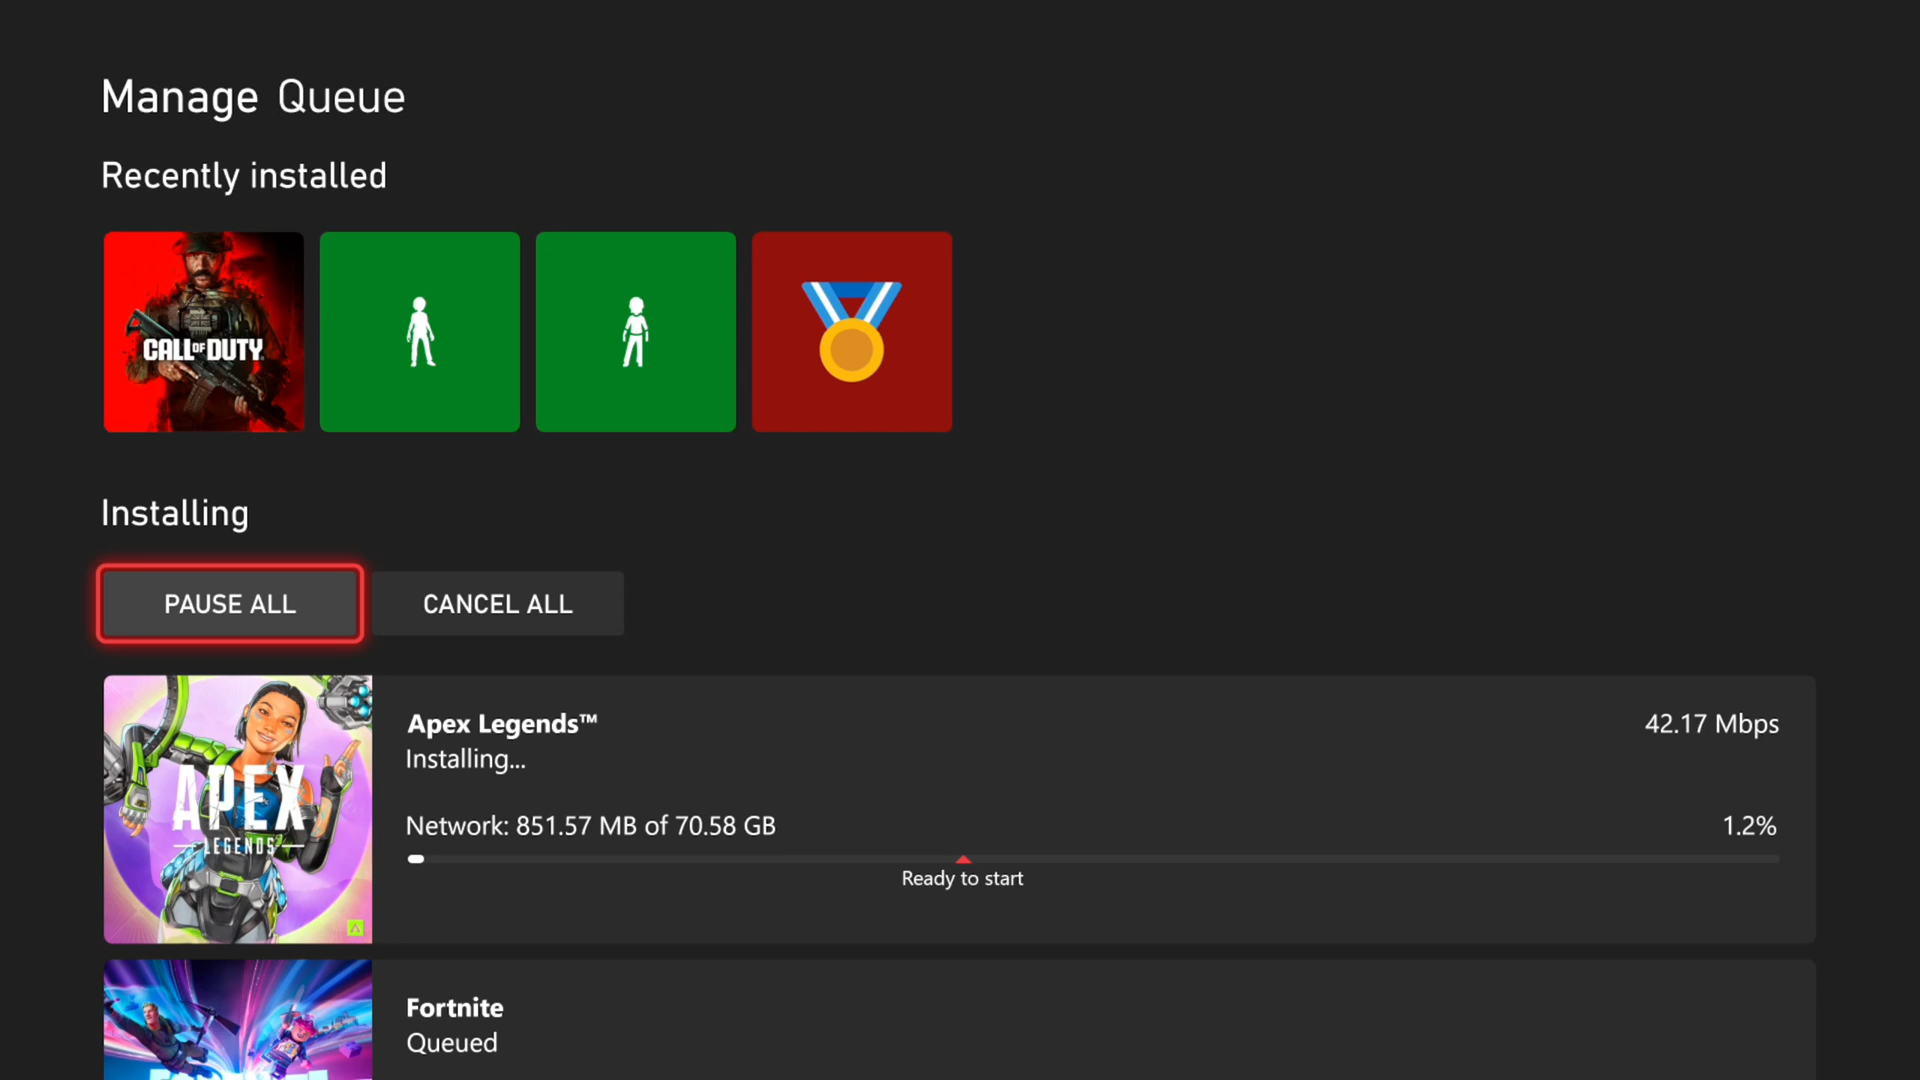 Manage Queue
Recently installed
CALL OF DUTY
Installing
PAUSE ALL
CANCEL ALL
APEX
LEGENDS
Apex Legends™
42.17 Mbps
Installing...
Network: 851.57 MB of 70.58 GB
1.2%
Ready to start
Fortnite
Queued